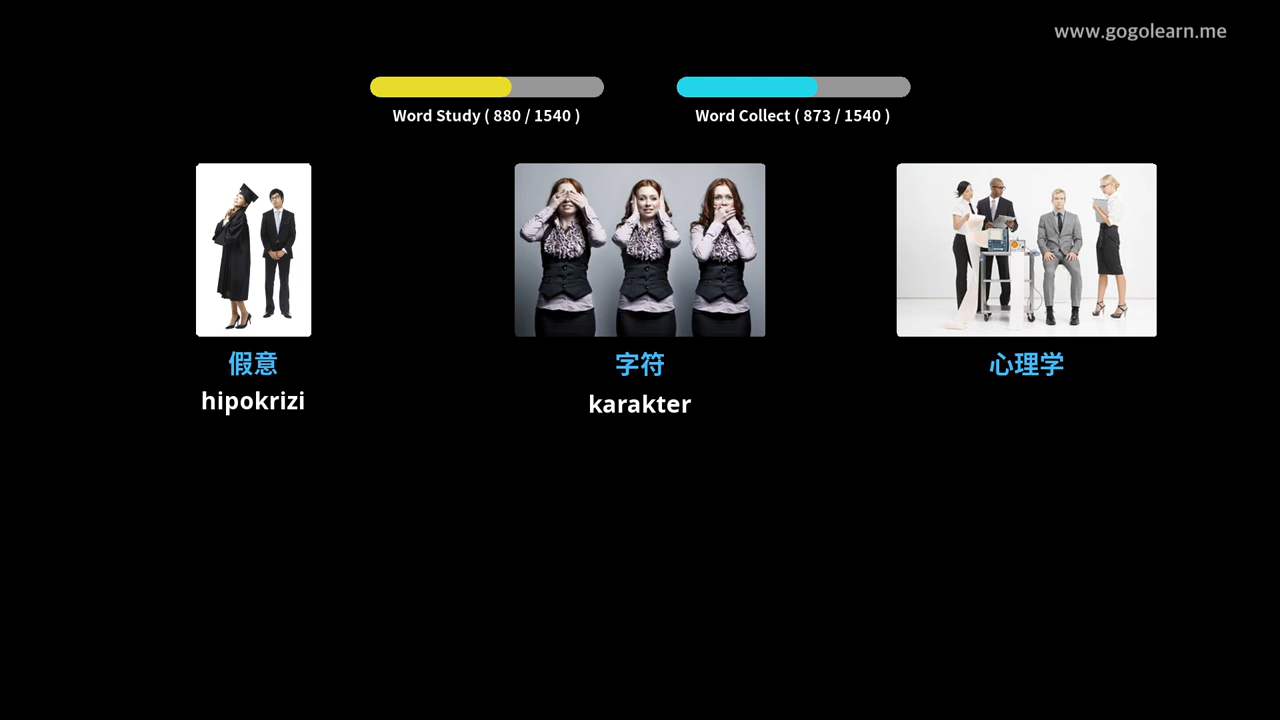 www.gogolearn.me
Word Study ( 880 / 1540 )
Word Collect ( 873 / 1540 )
假意
字符
心理学
hipokrizi
karakter